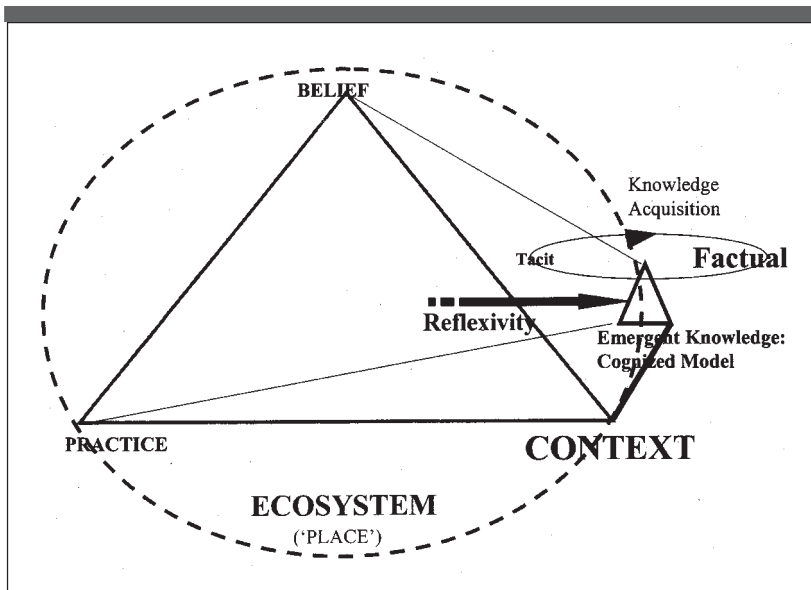 BELIEF
Knowledge
Acquisition
Tacit
Factual
Reflexivity
Emergent Knowledge:
Cognized Model
PRACTICE
CONTEXT
ECOSYSTEM
(‘PLACE’)